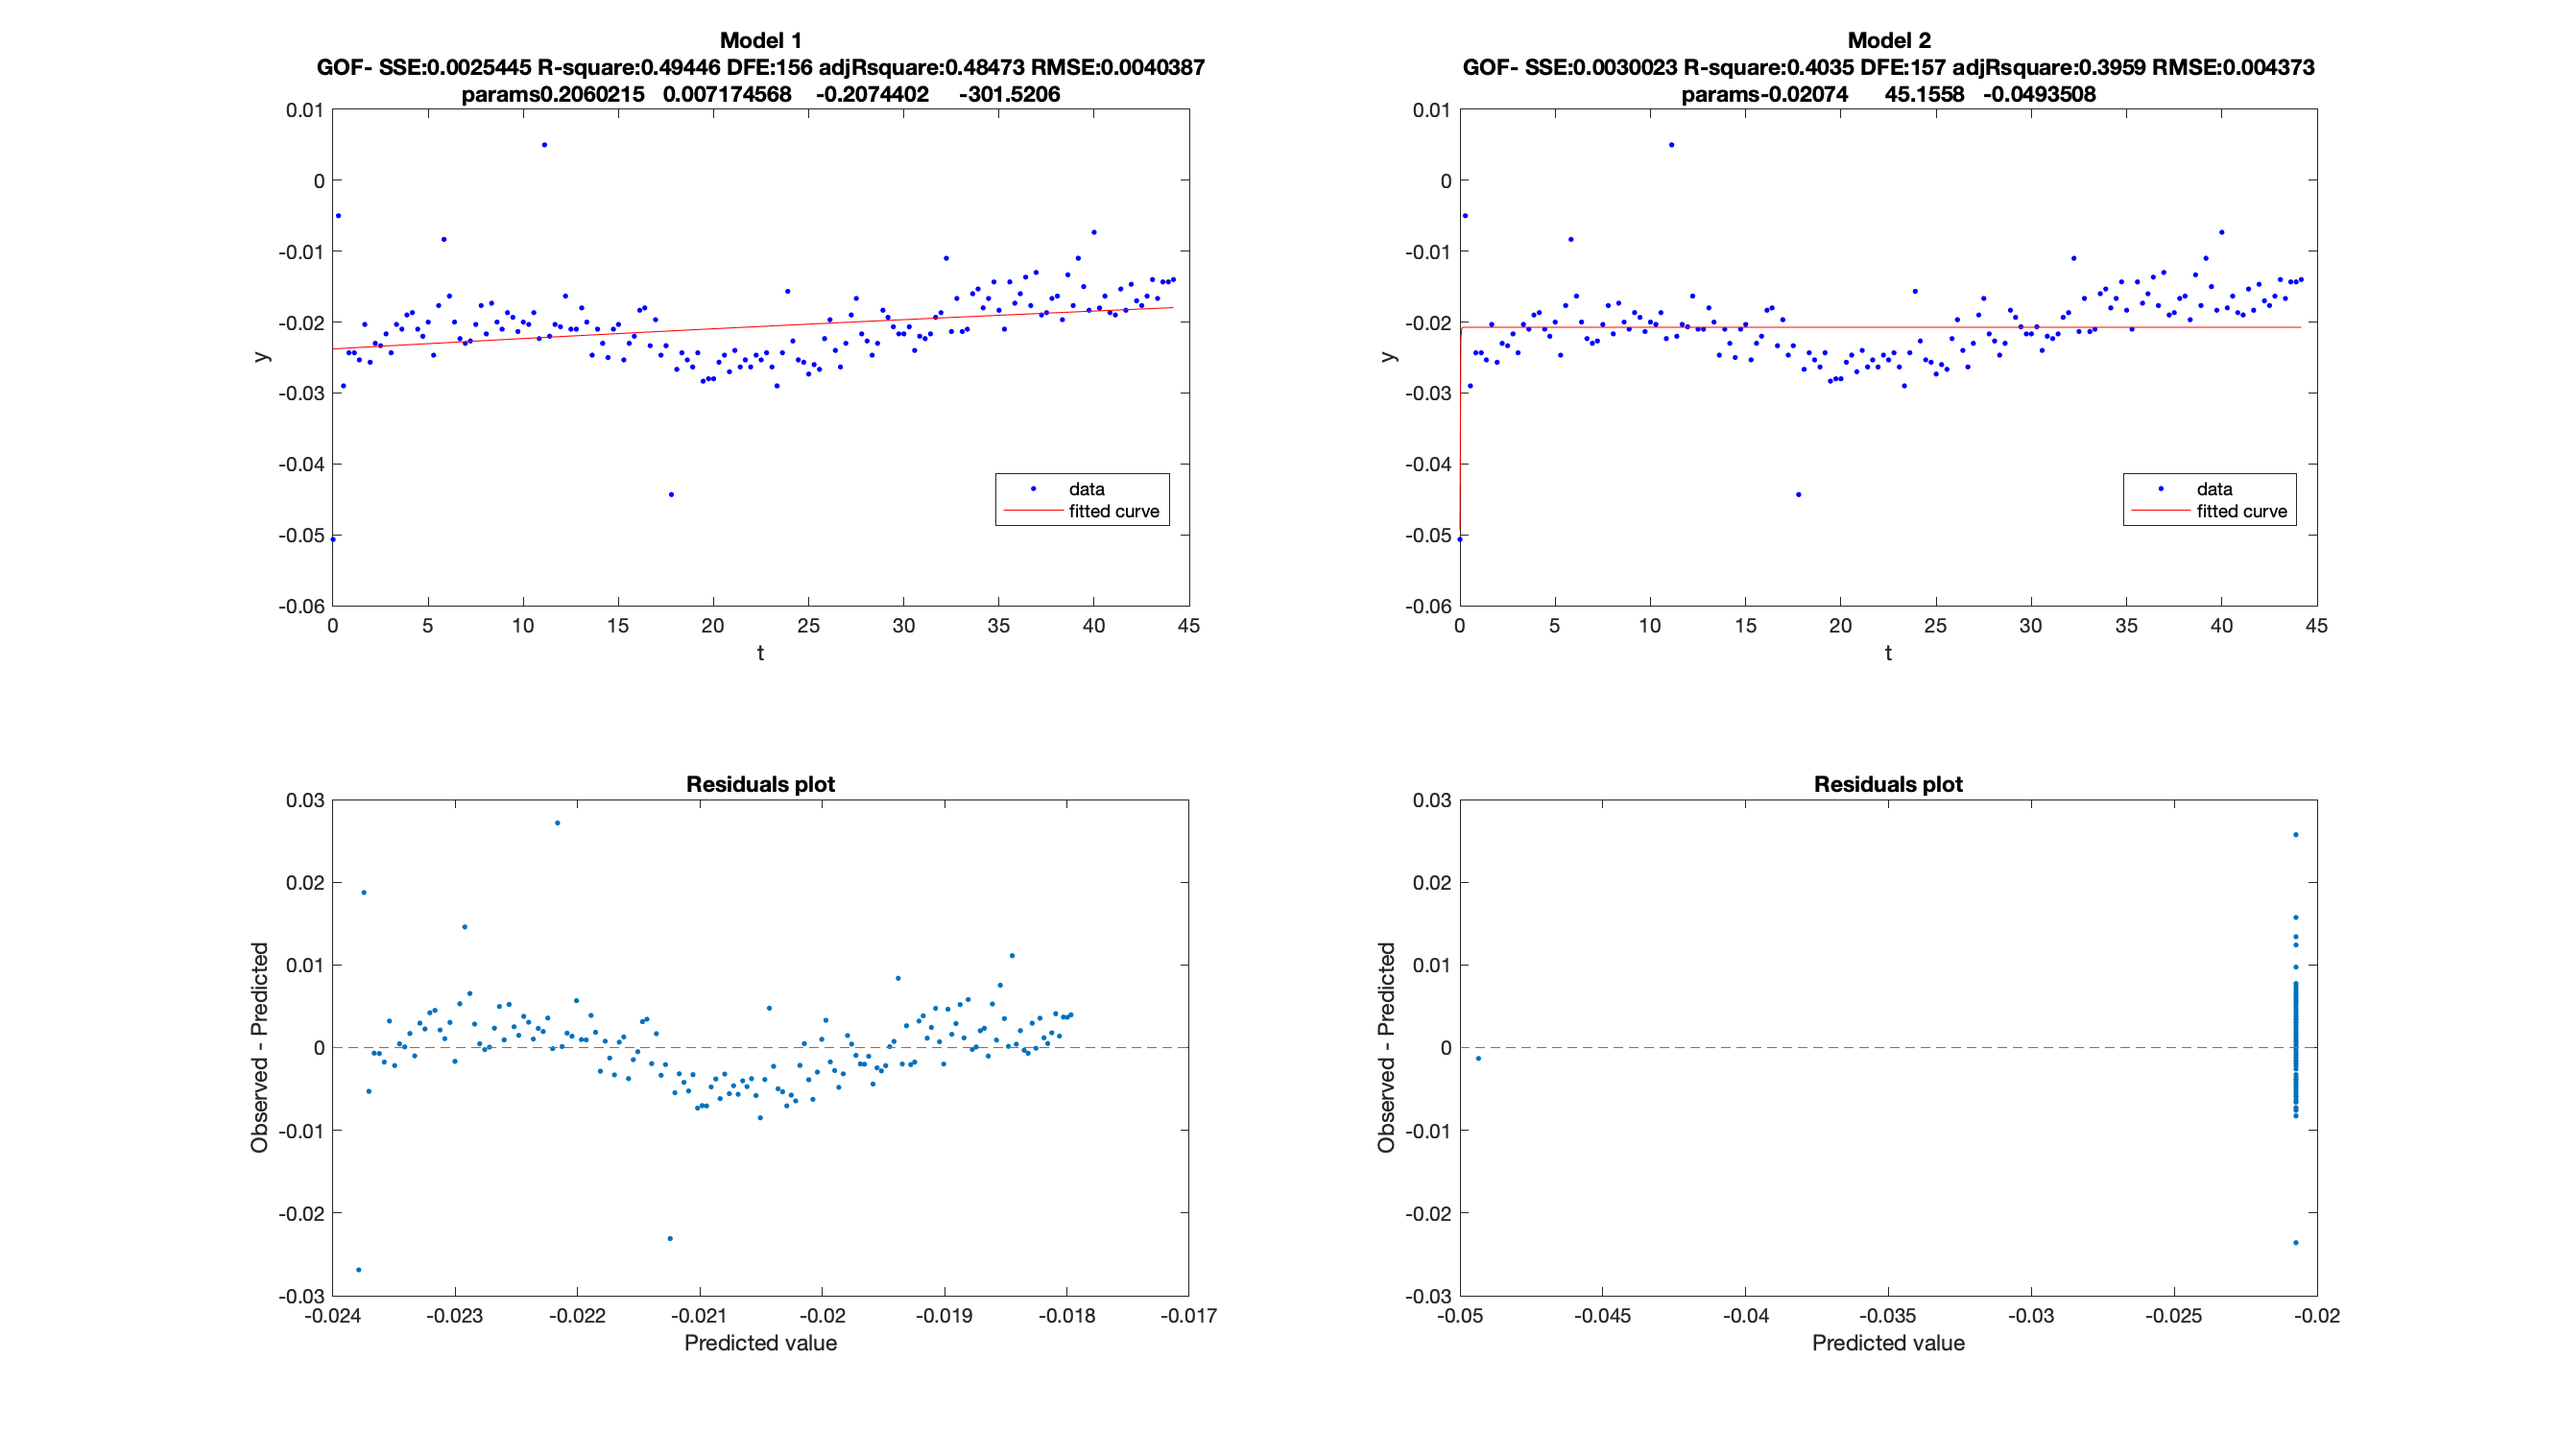 Model 1
GOF- SSE:0.0025445 R-square:0.49446 DFE:156 adjRsquare:0.48473 RMSE:0.0040387
params0.2060215 0.007174568 -0.2074402 -301.5206
0.01
0
-0.01
-0.02
-0.03
-0.04
-0.05
-0.06
y
0 5 10 15 20 25 30 35 40 45
t
data
fitted curve
Model 2
GOF- SSE:0.0030023 R-square:0.4035 DFE:157 adjRsquare:0.3959 RMSE:0.004373
params-0.02074 45.1558 -0.0493508
0.01
0
-0.01
-0.02
-0.03
-0.04
-0.05
-0.06
y
0 5 10 15 20 25 30 35 40 45
t
data
fitted curve
Residuals plot
0.03
0.02
0.01
0
-0.01
-0.02
-0.03
Observed - Predicted
-0.024 -0.023 -0.022 -0.021 -0.02 -0.019 -0.018 -0.017
Predicted value
Residuals plot
0.03
0.02
0.01
0
-0.01
-0.02
-0.03
Observed - Predicted
-0.05 -0.045 -0.04 -0.035 -0.03 -0.025 -0.02
Predicted value